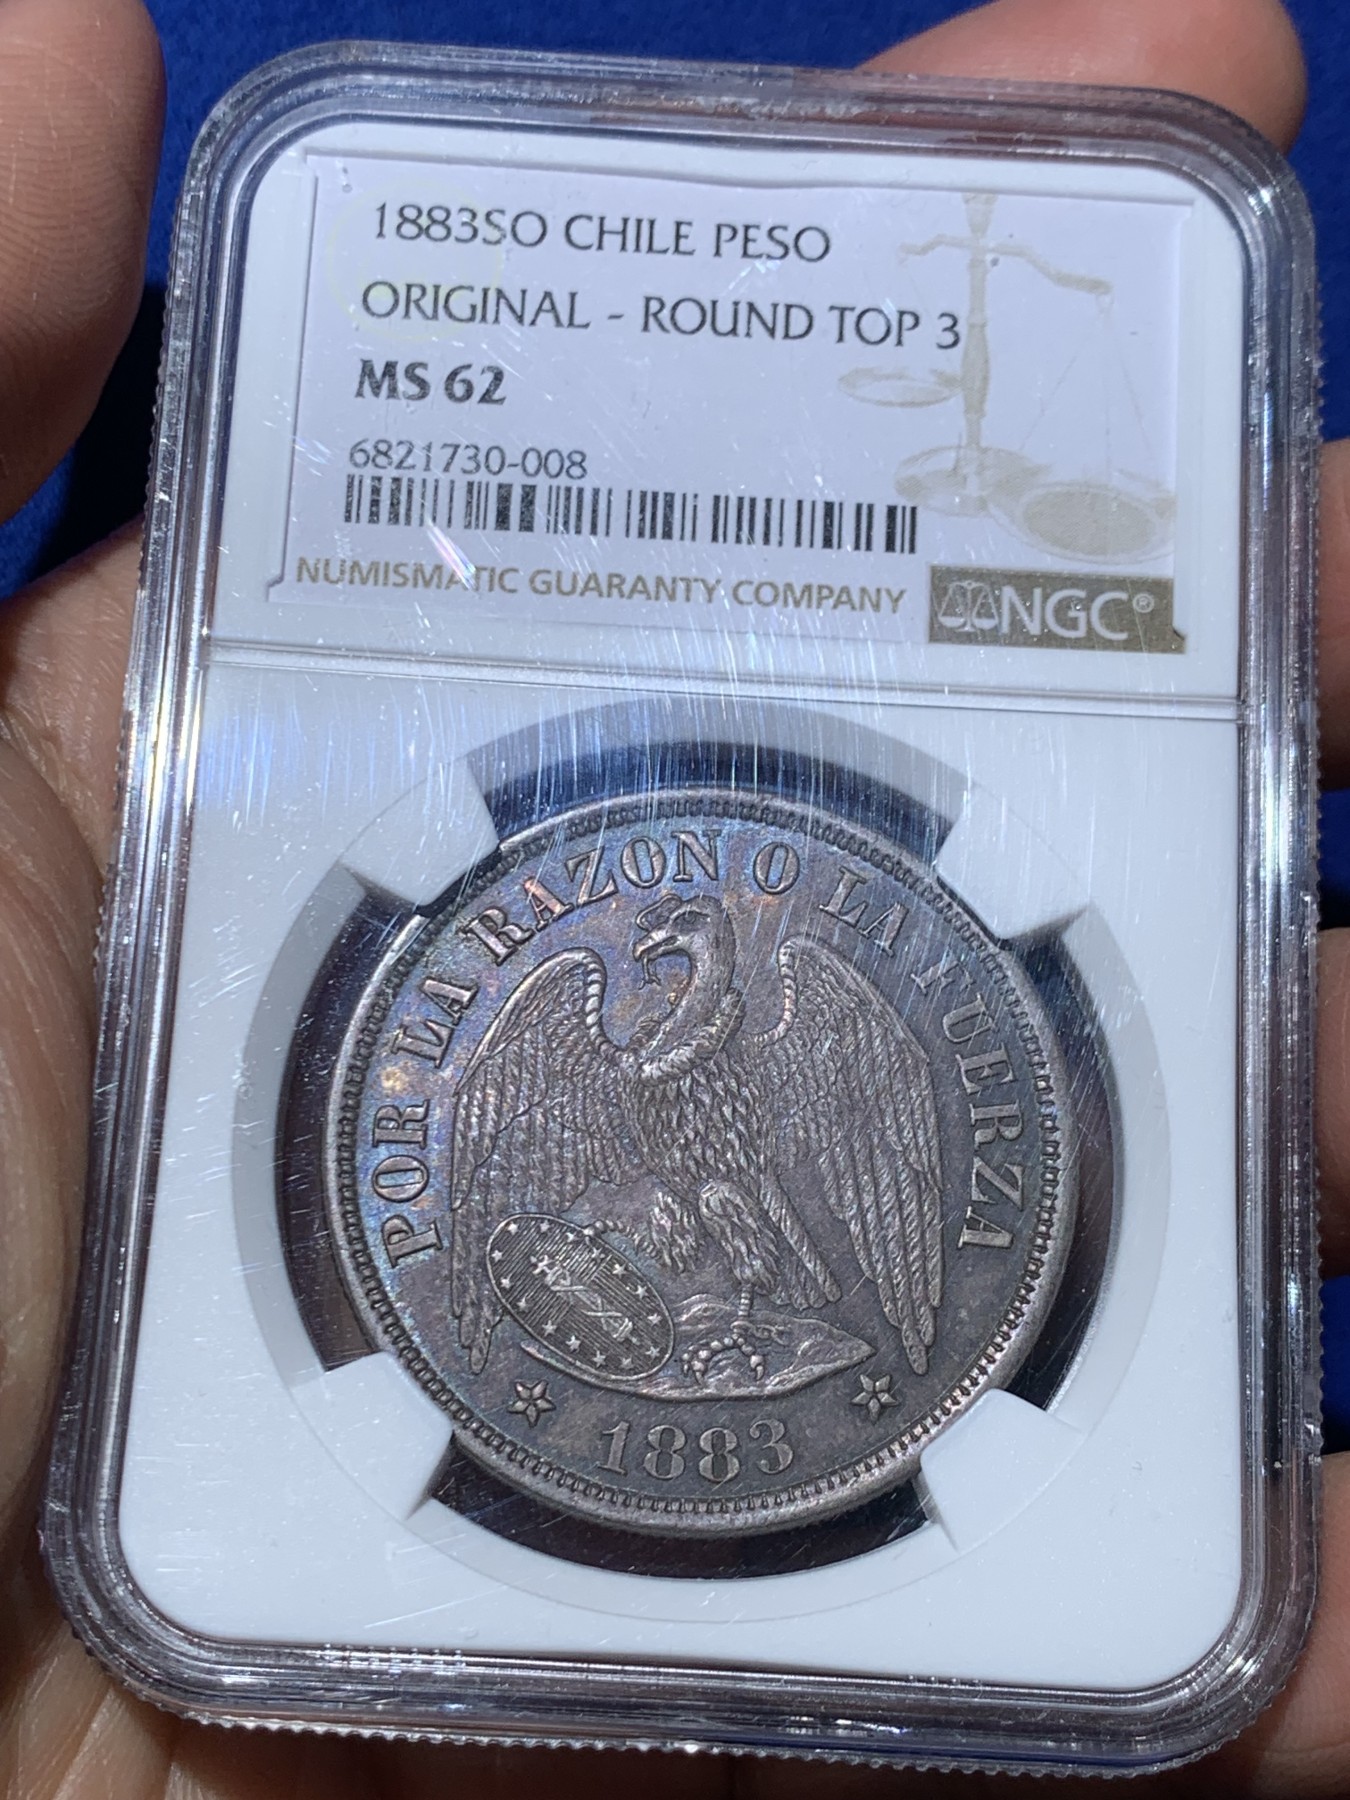 1883SO CHILE PESO
ORIGINAL - ROUND TOP 3
MS 62
6821730-008
NUMISMATIC GUARANTY COMPANY
NGC®
POR LA RAZON O LA FUERZA
1883